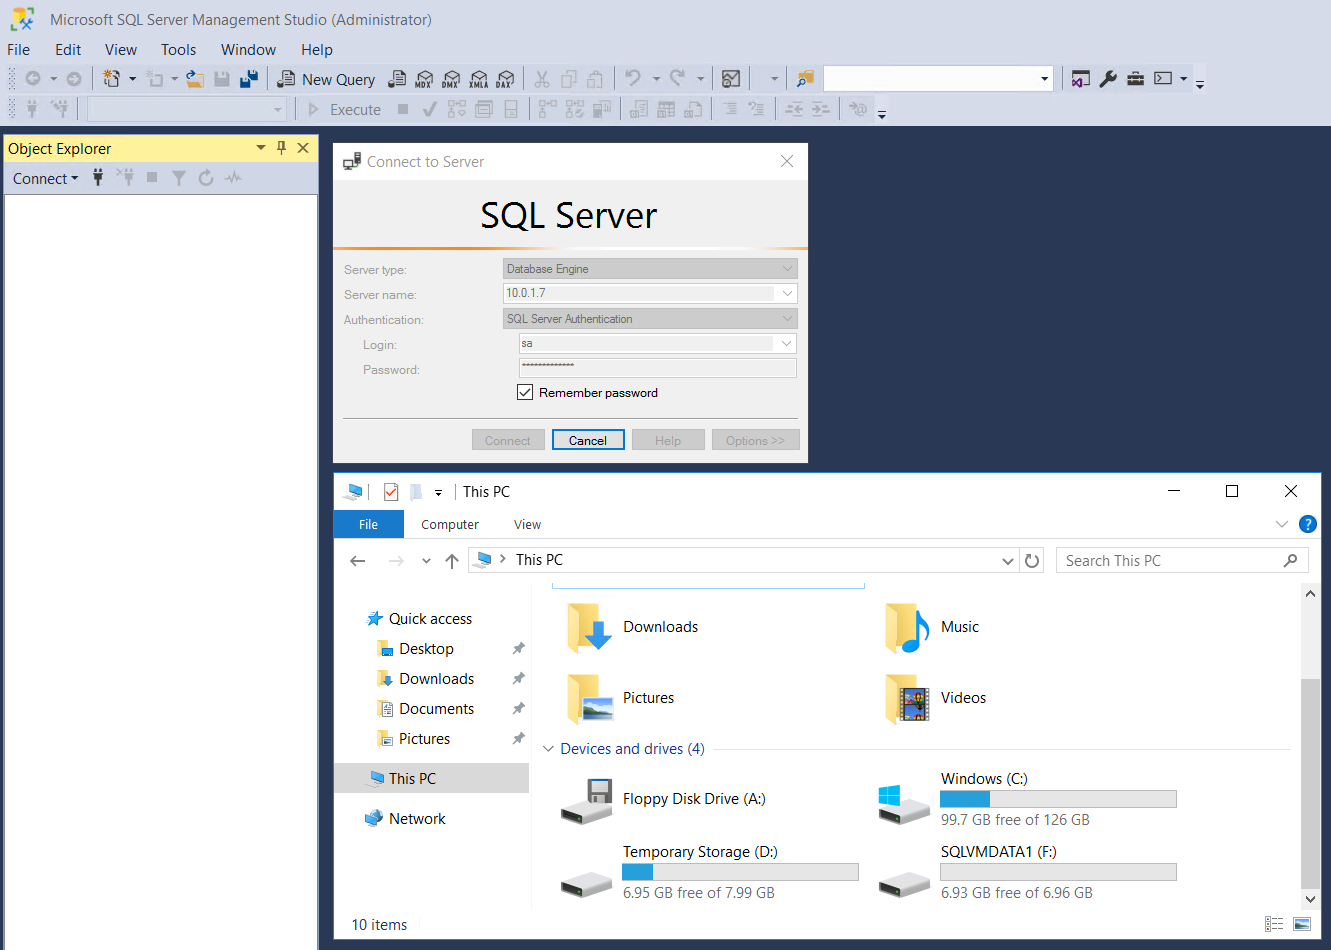 Microsoft SQL Server Management Studio (Administrator)
File Edit View Tools Window Help
New Query MDX DMX XMLA DAX
Execute
Object Explorer
Connect
Connect to Server
SQL Server
Server type: Database Engine
Server name: 10.0.1.7
Authentication: SQL Server Authentication
Login: sa
Password: *************
Remember password
Connect Cancel Help Options >>
This PC
File Computer View
This PC Search This PC
Quick access
Desktop
Downloads
Documents
Pictures
This PC
Network
Downloads Music
Pictures Videos
Devices and drives (4)
Floppy Disk Drive (A:)
Windows (C:)
99.7 GB free of 126 GB
Temporary Storage (D:)
6.95 GB free of 7.99 GB
SQLVMDATA1 (F:)
6.93 GB free of 6.96 GB
10 items